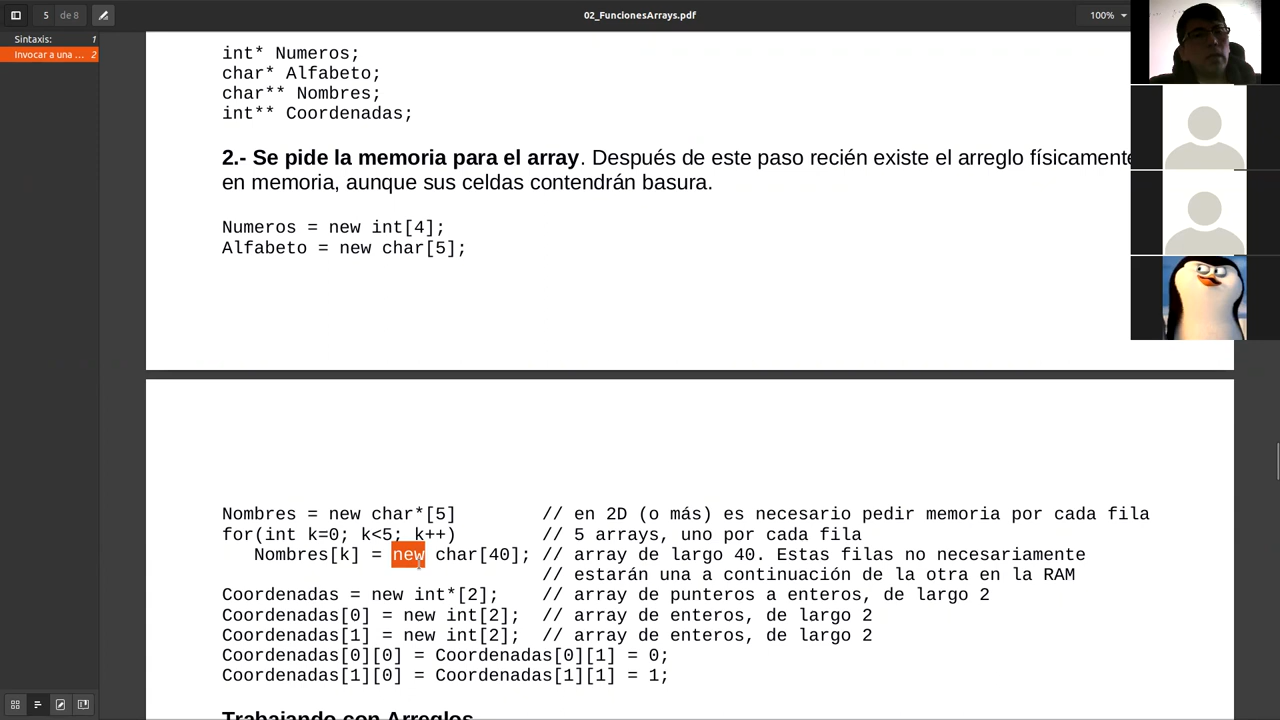 5 de 8
02_FuncionesArrays.pdf
100%
Sintaxis: 1
Invocar a una ... 2
int* Numeros;
char* Alfabeto;
char** Nombres;
int** Coordenadas;
2.- Se pide la memoria para el array. Después de este paso recién existe el arreglo físicamente
en memoria, aunque sus celdas contendrán basura.
Numeros = new int[4];
Alfabeto = new char[5];
Nombres = new char*[5] // en 2D (o más) es necesario pedir memoria por cada fila
for(int k=0; k<5; k++) // 5 arrays, uno por cada fila
Nombres[k] = new char[40]; // array de largo 40. Estas filas no necesariamente
// estarán una a continuación de la otra en la RAM
Coordenadas = new int*[2]; // array de punteros a enteros, de largo 2
Coordenadas[0] = new int[2]; // array de enteros, de largo 2
Coordenadas[1] = new int[2]; // array de enteros, de largo 2
Coordenadas[0][0] = Coordenadas[0][1] = 0;
Coordenadas[1][0] = Coordenadas[1][1] = 1;
Trabajando con Arreglos